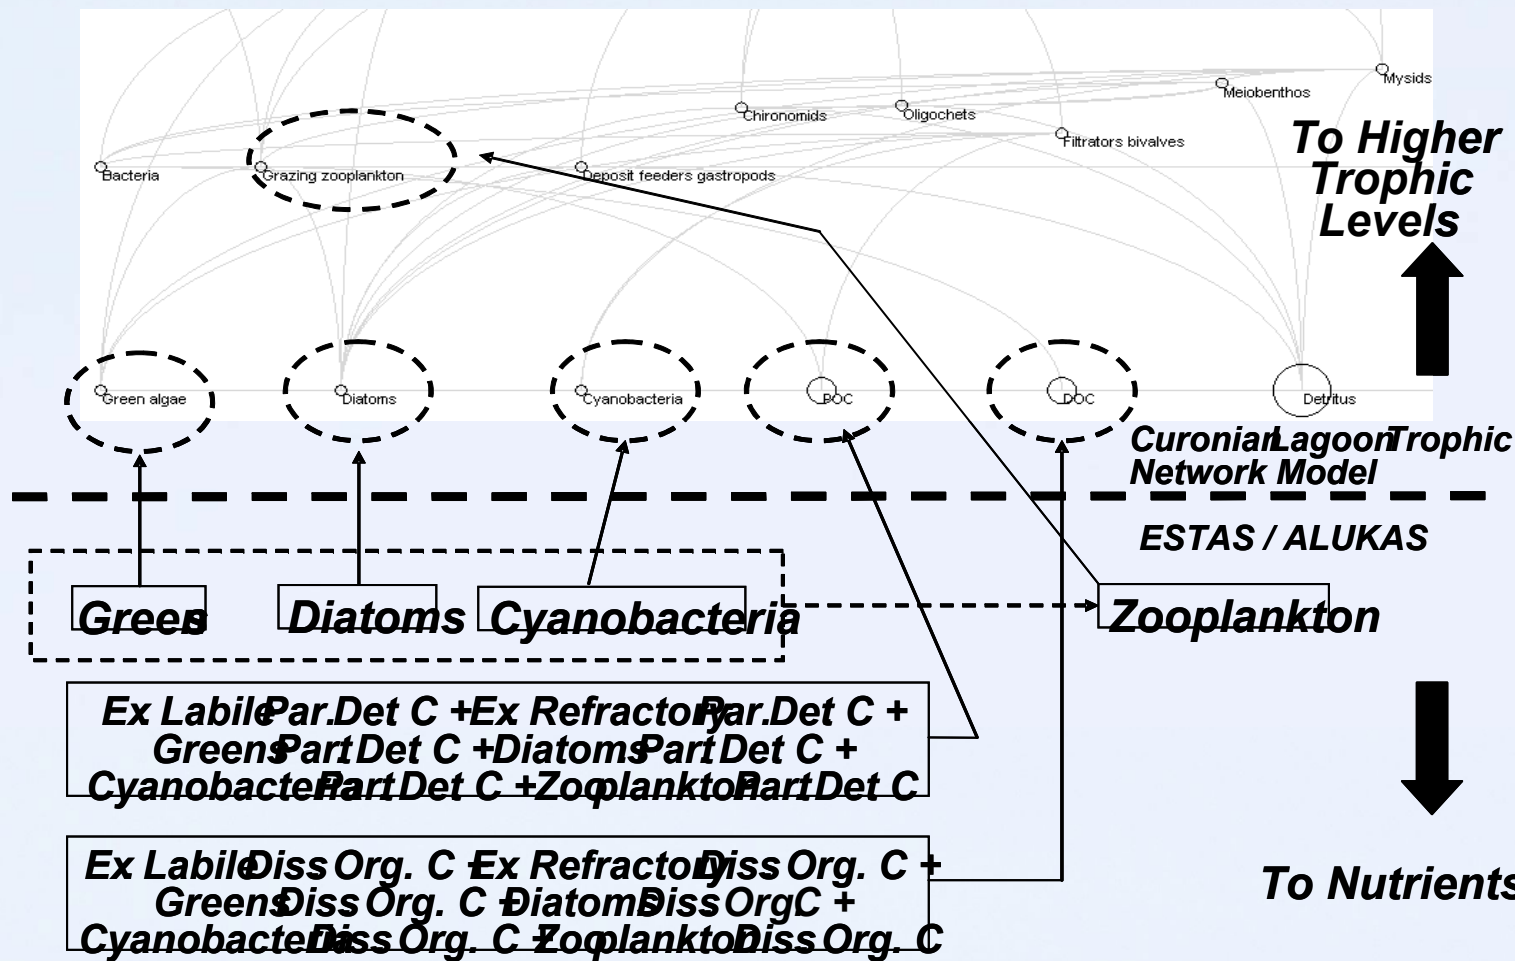 Mysids
Meiobenthos
Chironomids
Oligochets
Filtrators bivalves
To Higher
Trophic
Levels
Bacteria
Grazing zooplankton
Deposit feeders gastropods
Green algae
Diatoms
Cyanobacteria
POC
DOC
Detritus
Curonian Lagoon Trophic
Network Model
ESTAS / ALUKAS
Greens
Diatoms
Cyanobacteria
Zooplankton
Ex. Labile Par. Det. C + Ex. Refractory Par. Det. C +
Greens Part. Det. C + Diatoms Part. Det. C +
Cyanobacteria Part. Det. C + Zooplankton Part. Det. C
Ex. Labile Diss. Org. C + Ex. Refractory Diss. Org. C +
Greens Diss. Org. C + Diatoms Diss. Org. C +
Cyanobacteria Diss. Org. C + Zooplankton Diss. Org. C
To Nutrients